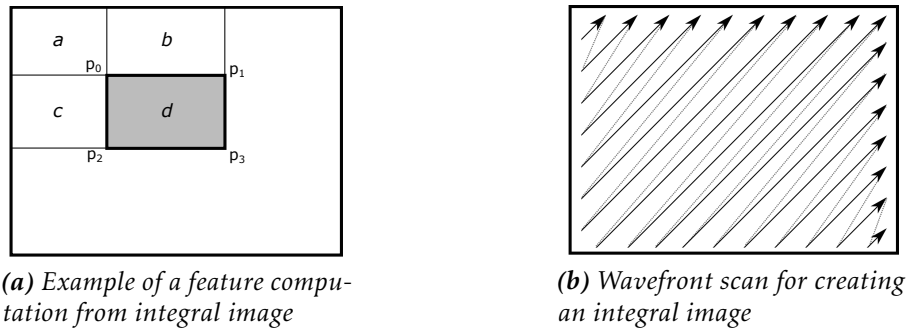 a
b
p0
p1
c
d
p2
p3
(a) Example of a feature compu-
tation from integral image
(b) Wavefront scan for creating
an integral image